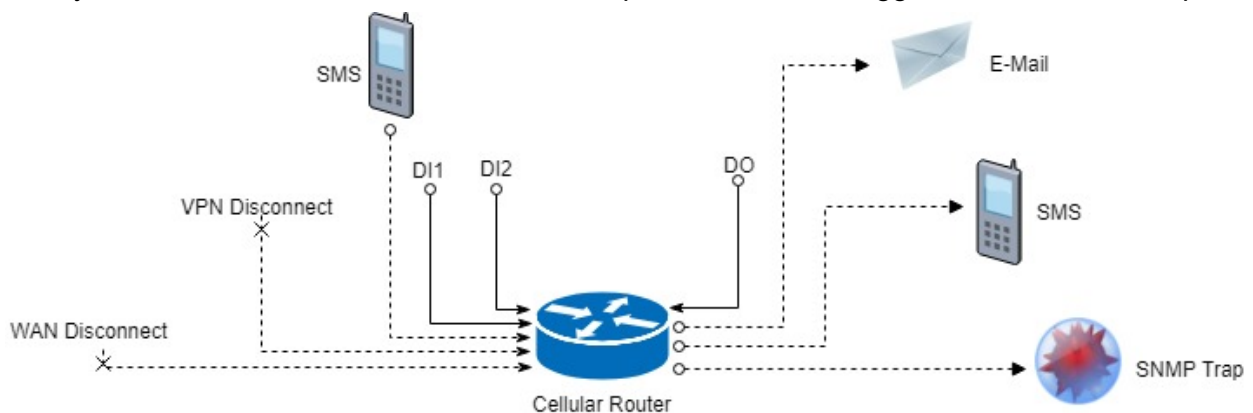 SMS
E-Mail
DI1
DI2
DO
VPN Disconnect
SMS
WAN Disconnect
SNMP Trap
Cellular Router